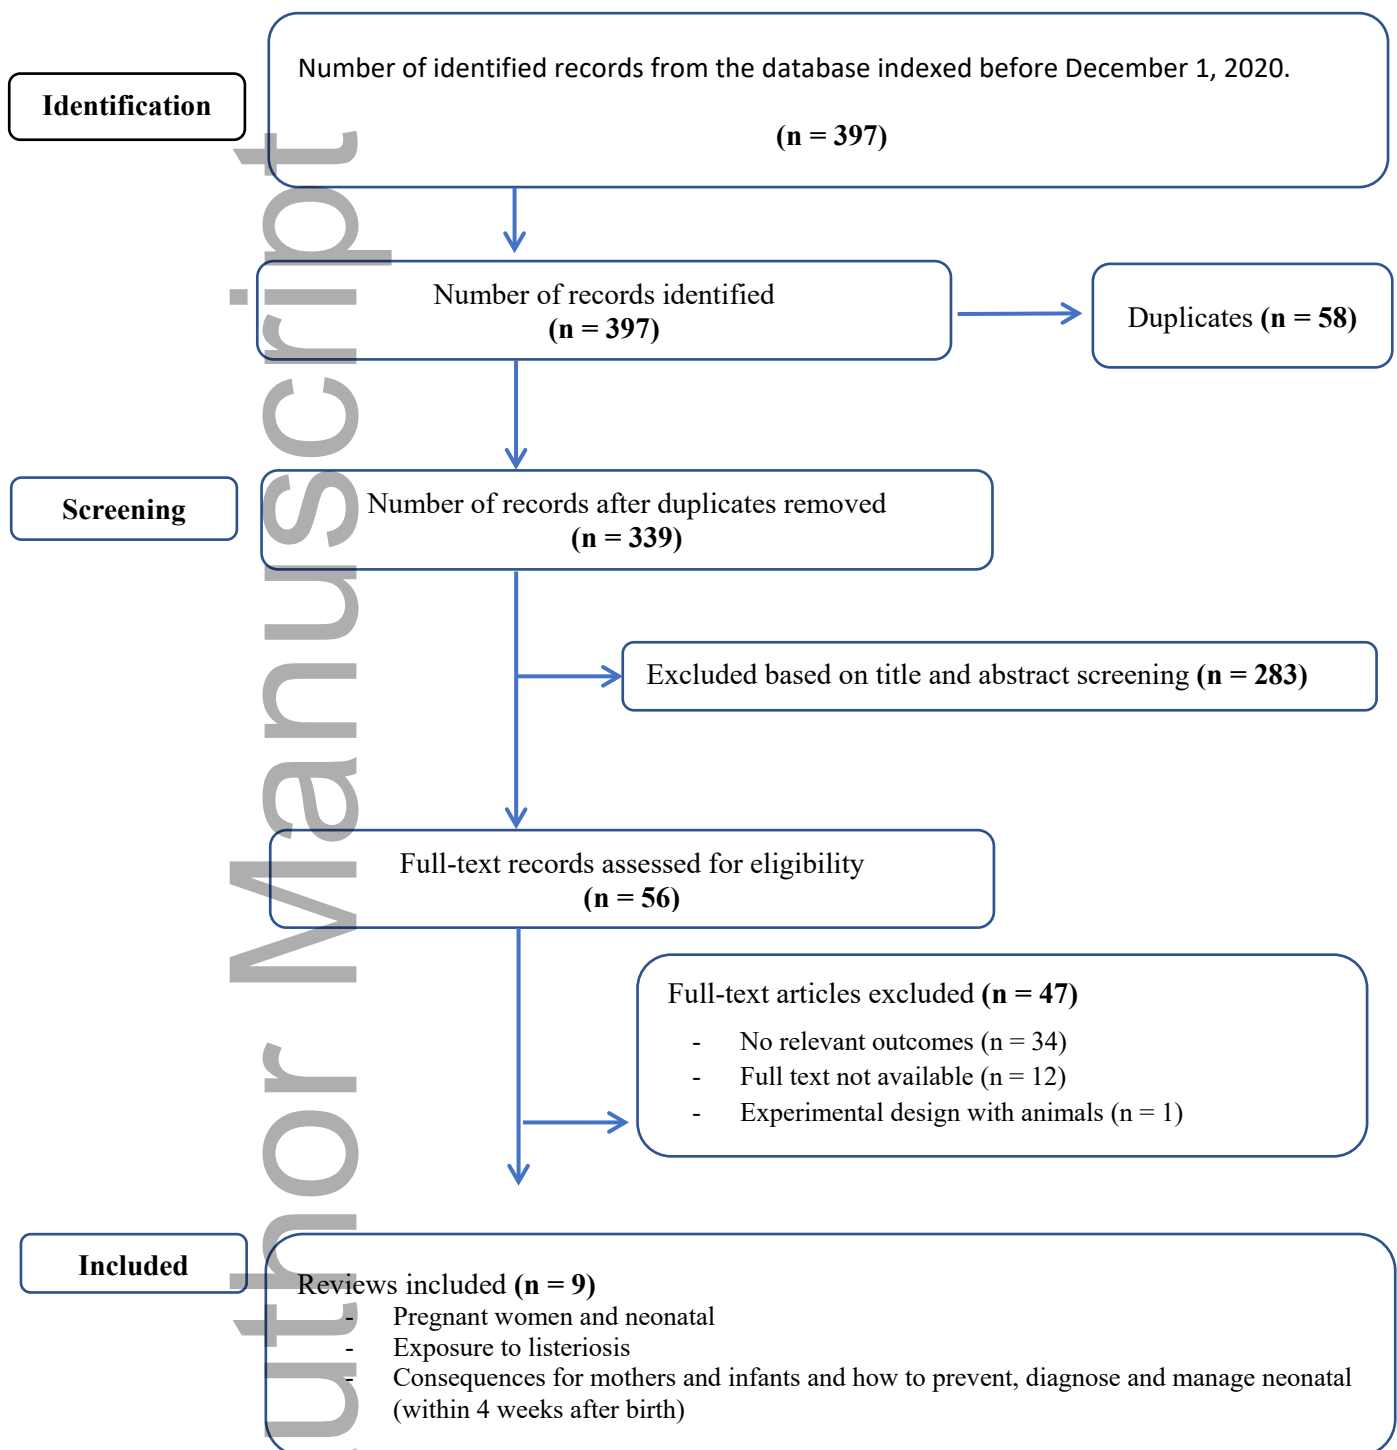 Identification
Number of identified records from the database indexed before December 1, 2020.
(n = 397)
Number of records identified
(n = 397)
Duplicates (n = 58)
Screening
Number of records after duplicates removed
(n = 339)
Excluded based on title and abstract screening (n = 283)
Full-text records assessed for eligibility
(n = 56)
Full-text articles excluded (n = 47)
- No relevant outcomes (n = 34)
- Full text not available (n = 12)
- Experimental design with animals (n = 1)
Included
Reviews included (n = 9)
- Pregnant women and neonatal
- Exposure to listeriosis
- Consequences for mothers and infants and how to prevent, diagnose and manage neonatal
(within 4 weeks after birth)
uthor Manuscript